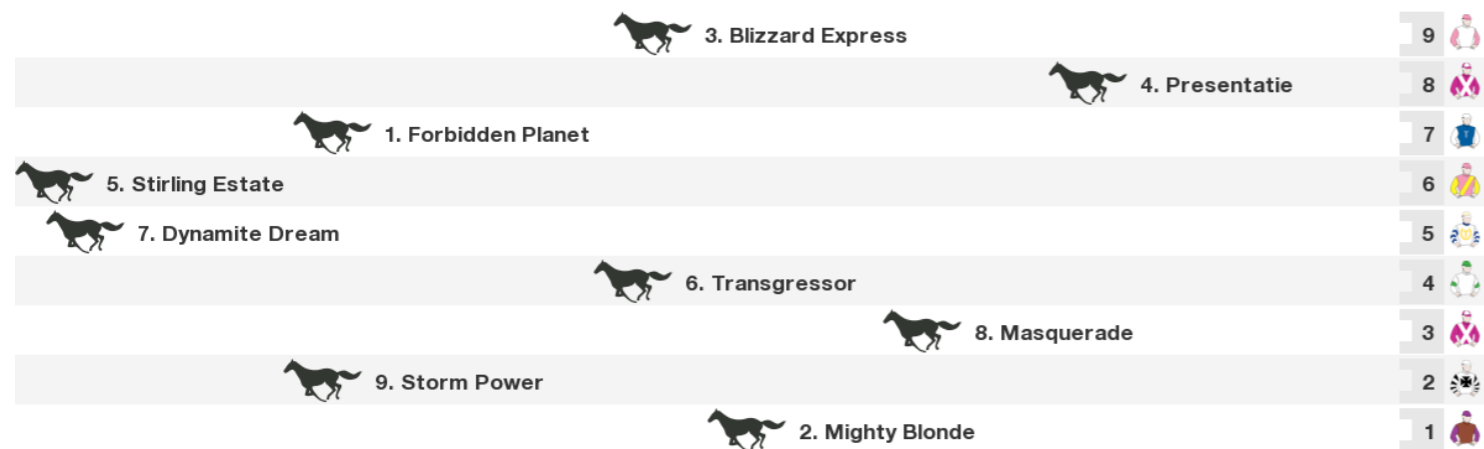 3. Blizzard Express 9
4. Presentatie 8
1. Forbidden Planet 7
5. Stirling Estate 6
7. Dynamite Dream 5
6. Transgressor 4
8. Masquerade 3
9. Storm Power 2
2. Mighty Blonde 1